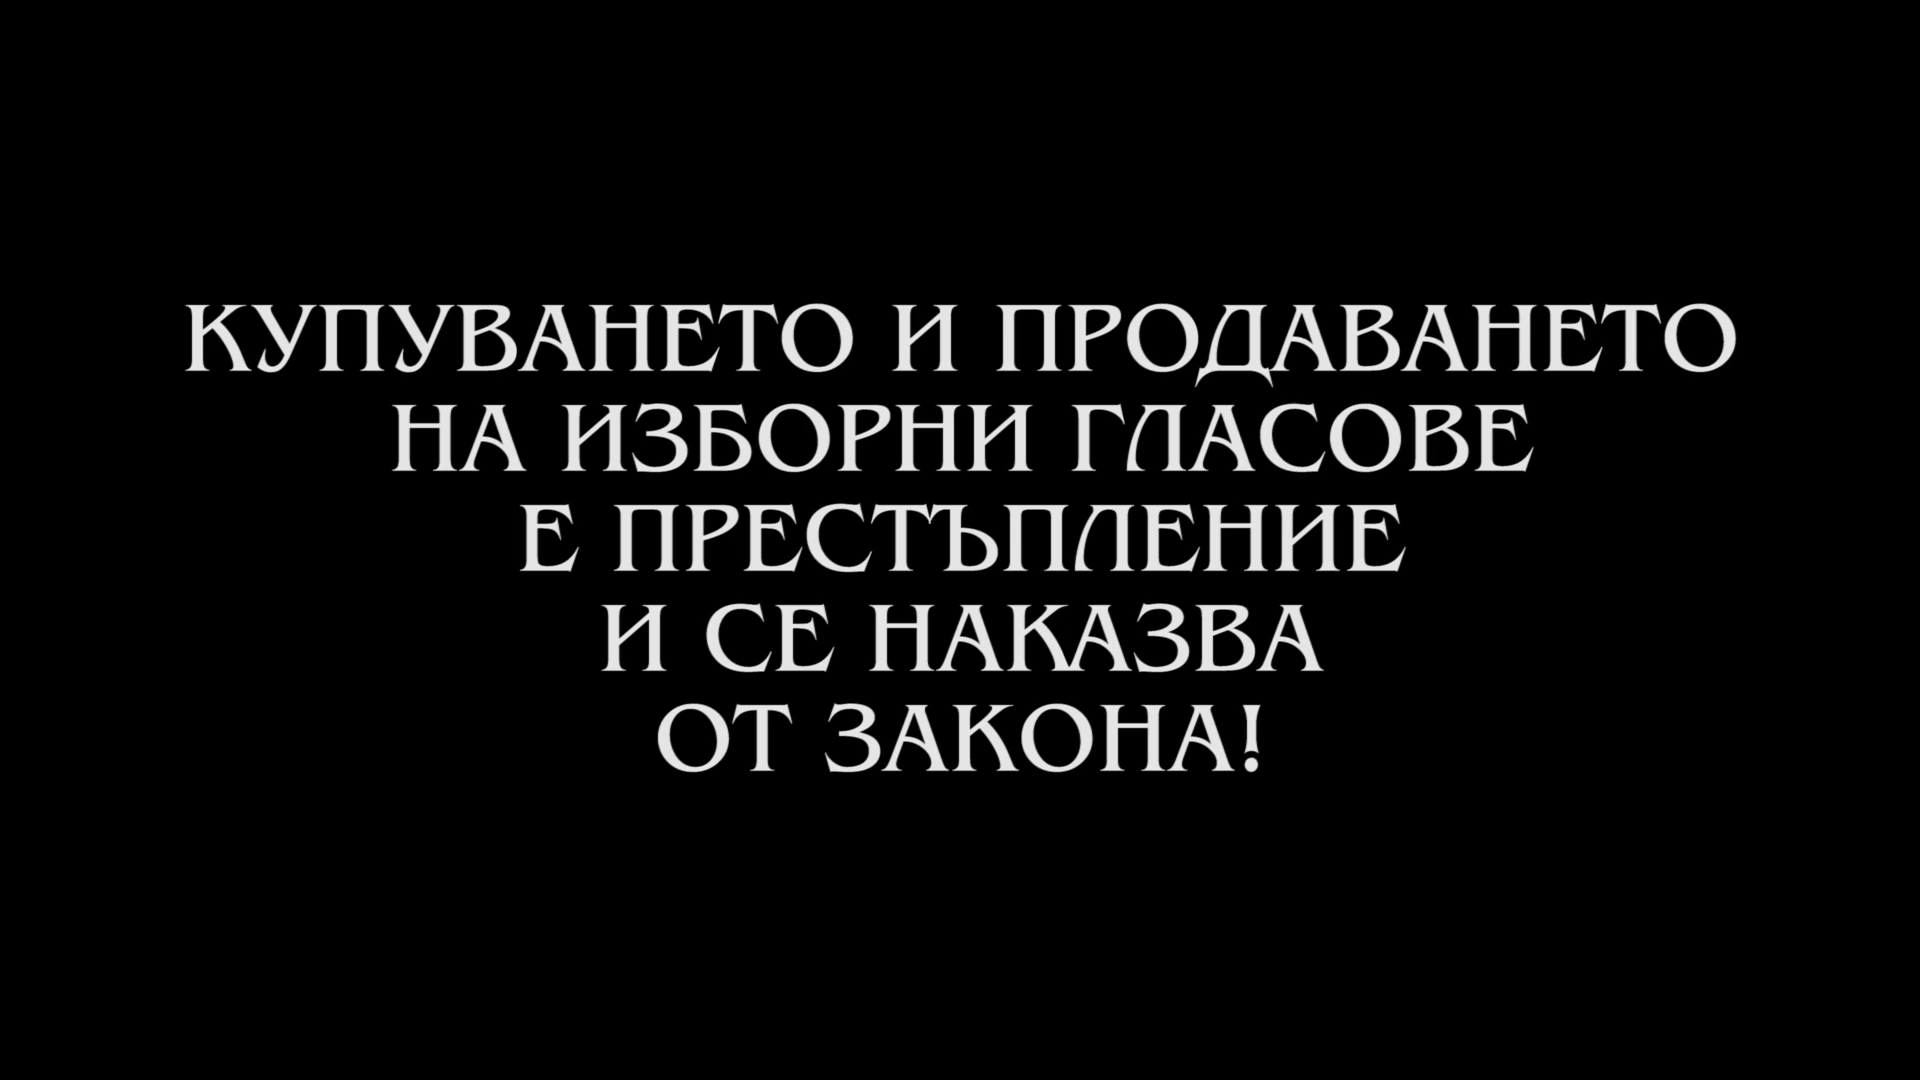 КУПУВАНЕТО И ПРОДАВАНЕТО
НА ИЗБОРНИ ГЛАСОВЕ
Е ПРЕСТЪПЛЕНИЕ
И СЕ НАКАЗВА
ОТ ЗАКОНА!